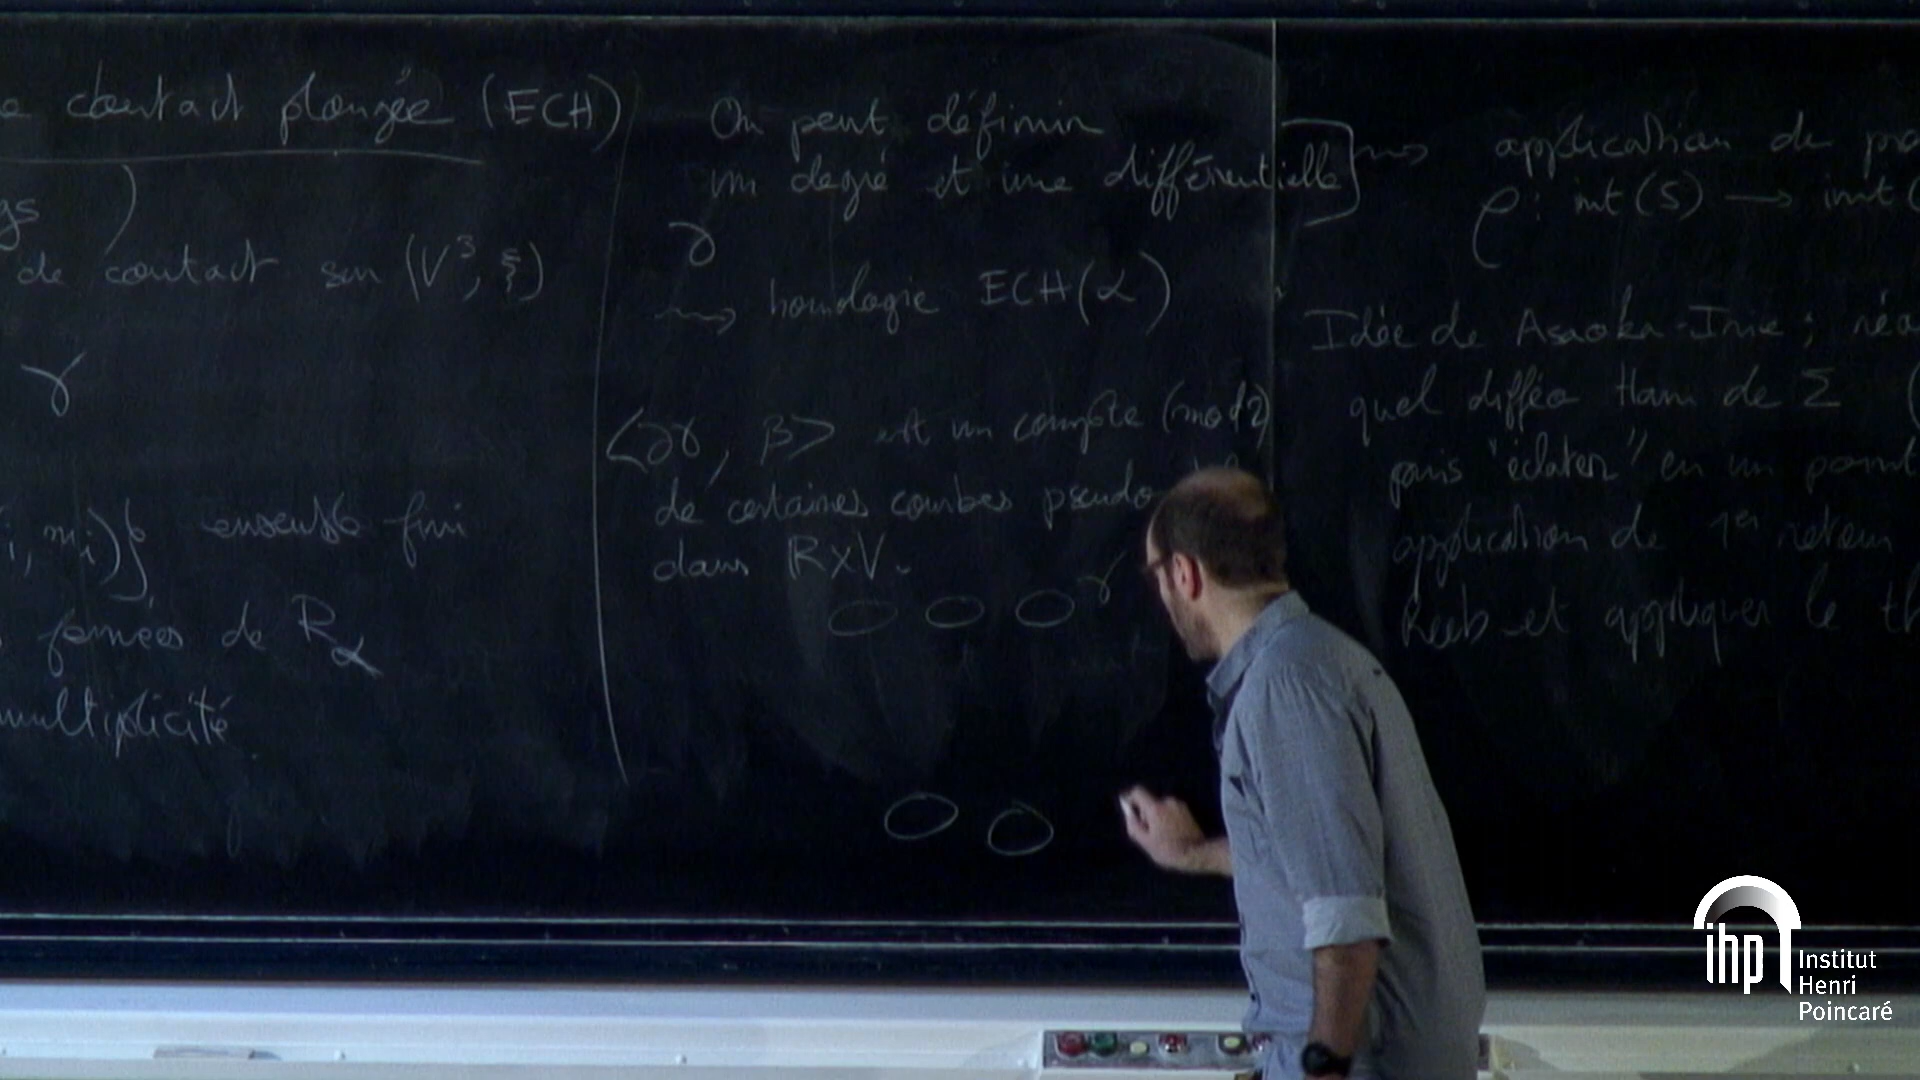 contact plongée (ECH)
gs )
de contact sur (V³, ξ)
γ
i, mi)} ensemble fini
fermées de Rα
multiplicité
On peut définir
un degré et une différentielle]
γ
⇝ homologie ECH(α)
<∂γ, β> est un compte (mod 2)
de certaines courbes pseudo
dans R×V.
γ
⇝ application de
ρ : int(S) → int(
Idée de Asaoka-Irie ; réa
quel difféo Ham de Σ (
puis "éclater" en un point
application de 1er retour
Reeb et appliquer le th
ihp Institut
Henri
Poincaré